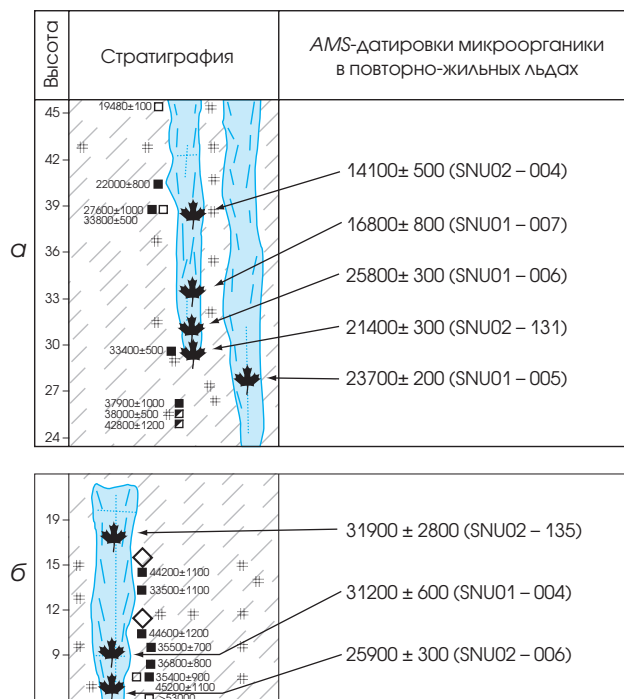 Высота
Стратиграфия
AMS-датировки микроорганики
в повторно-жильных льдах
а
45
42
39
36
33
30
27
24
19480±100
22000±800
27600±1000
33800±500
33400±500
37900±1000
38000±500
42800±1200
14100± 500 (SNU02 – 004)
16800± 800 (SNU01 – 007)
25800± 300 (SNU01 – 006)
21400± 300 (SNU02 – 131)
23700± 200 (SNU01 – 005)
б
19
15
12
9
44200±1100
33500±1100
44600±1200
35500±700
36800±800
35400±900
45200±1100
>53000
31900 ± 2800 (SNU02 – 135)
31200 ± 600 (SNU01 – 004)
25900 ± 300 (SNU02 – 006)